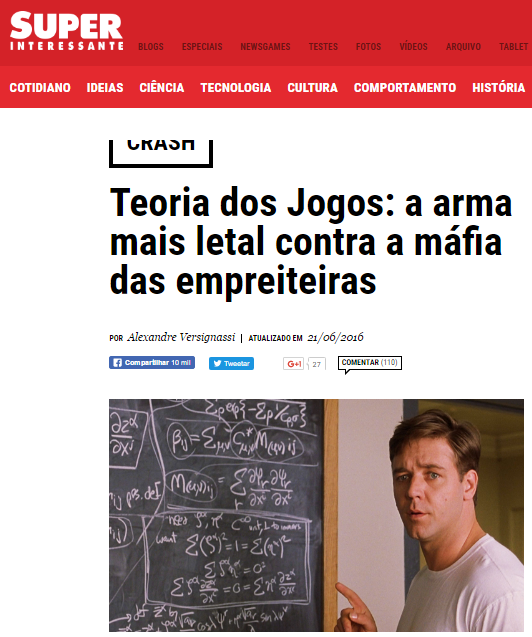 SUPER
INTERESSANTE
BLOGS ESPECIAIS NEWSGAMES TESTES FOTOS VÍDEOS ARQUIVO TABLET
COTIDIANO IDEIAS CIÊNCIA TECNOLOGIA CULTURA COMPORTAMENTO HISTÓRIA
CRASH
Teoria dos Jogos: a arma
mais letal contra a máfia
das empreiteiras
POR Alexandre Versignassi | ATUALIZADO EM 21/06/2016
Compartilhar 10 mil Tweetar G+1 27 COMENTAR (110)
want